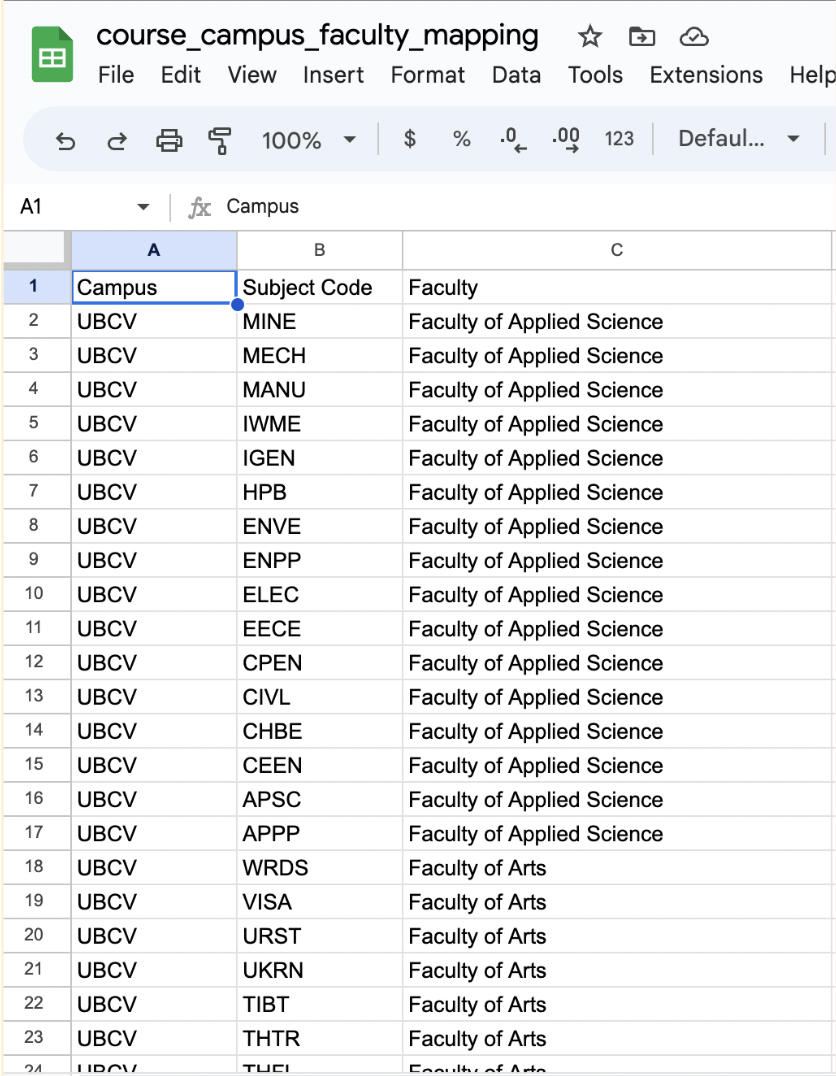 course_campus_faculty_mapping
File Edit View Insert Format Data Tools Extensions Help
100% $ % .0 .00 123 Defaul...
A1 fx Campus
A B C
1 Campus Subject Code Faculty
2 UBCV MINE Faculty of Applied Science
3 UBCV MECH Faculty of Applied Science
4 UBCV MANU Faculty of Applied Science
5 UBCV IWME Faculty of Applied Science
6 UBCV IGEN Faculty of Applied Science
7 UBCV HPB Faculty of Applied Science
8 UBCV ENVE Faculty of Applied Science
9 UBCV ENPP Faculty of Applied Science
10 UBCV ELEC Faculty of Applied Science
11 UBCV EECE Faculty of Applied Science
12 UBCV CPEN Faculty of Applied Science
13 UBCV CIVL Faculty of Applied Science
14 UBCV CHBE Faculty of Applied Science
15 UBCV CEEN Faculty of Applied Science
16 UBCV APSC Faculty of Applied Science
17 UBCV APPP Faculty of Applied Science
18 UBCV WRDS Faculty of Arts
19 UBCV VISA Faculty of Arts
20 UBCV URST Faculty of Arts
21 UBCV UKRN Faculty of Arts
22 UBCV TIBT Faculty of Arts
23 UBCV THTR Faculty of Arts
24 UBCV Faculty of Arts